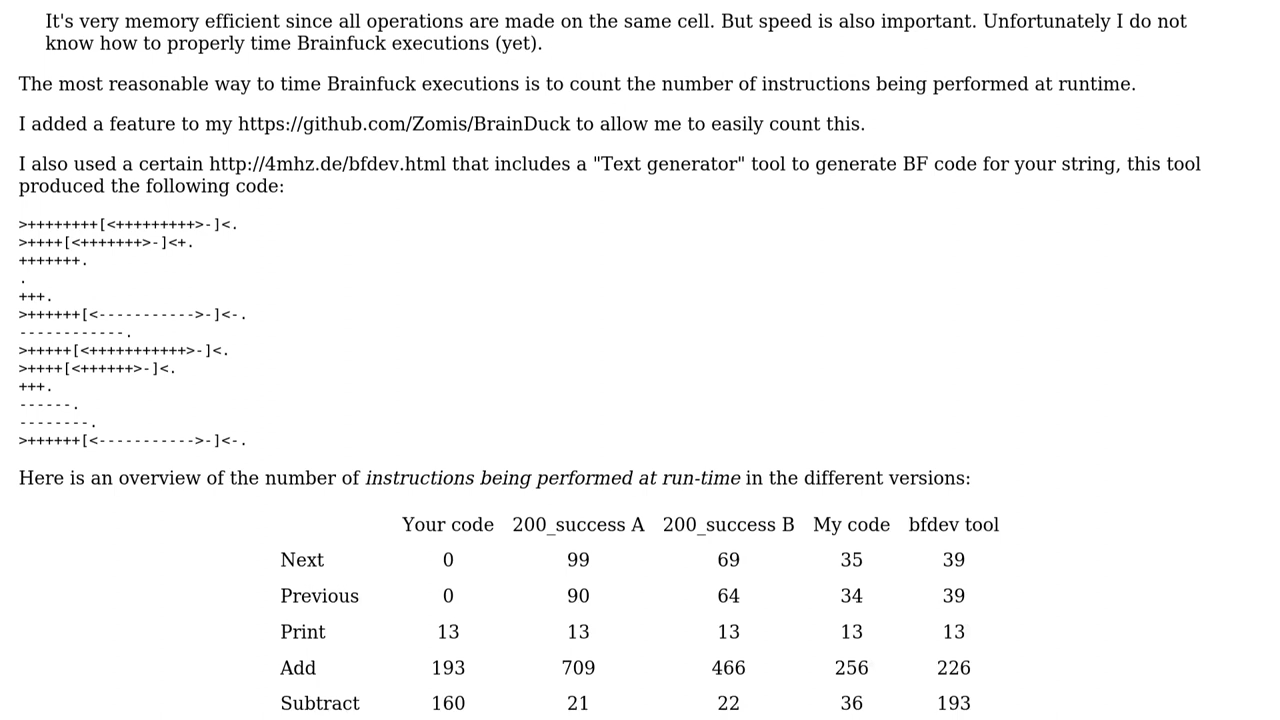 It's very memory efficient since all operations are made on the same cell. But speed is also important. Unfortunately I do not
know how to properly time Brainfuck executions (yet).
The most reasonable way to time Brainfuck executions is to count the number of instructions being performed at runtime.
I added a feature to my https://github.com/Zomis/BrainDuck to allow me to easily count this.
I also used a certain http://4mhz.de/bfdev.html that includes a "Text generator" tool to generate BF code for your string, this tool
produced the following code:
>++++++++[<+++++++++>-]<.
>++++[<+++++++>-]<+.
+++++++.
.
+++.
>++++++[<----------->-]<-.
------------.
>+++++[<+++++++++++>-]<.
>++++[<++++++>-]<.
+++.
------.
--------.
>++++++[<----------->-]<-.
Here is an overview of the number of instructions being performed at run-time in the different versions:
Your code 200_success A 200_success B My code bfdev tool
Next 0 99 69 35 39
Previous 0 90 64 34 39
Print 13 13 13 13 13
Add 193 709 466 256 226
Subtract 160 21 22 36 193